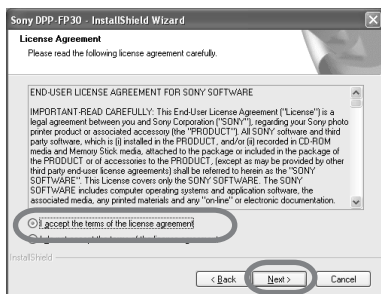 Sony DPP-FP30 - InstallShield Wizard
License Agreement
Please read the following license agreement carefully.
END-USER LICENSE AGREEMENT FOR SONY SOFTWARE
IMPORTANT-READ CAREFULLY: This End-User License Agreement ("License") is a
legal agreement between you and Sony Corporation ("SONY"), regarding your Sony photo
printer product or associated accessory (the "PRODUCT"). All SONY software and third
party software, which is (i) installed in the PRODUCT, and/or (ii) recorded in CD-ROM
media and Memory Stick media, attached to the package or included in the package of
the PRODUCT or of accessories to the PRODUCT, (except as may be provided by other
third party end-user license agreements) shall be referred to herein as the "SONY
SOFTWARE". This License covers only the SONY SOFTWARE. The SONY
SOFTWARE includes computer operating systems and application software, the
associated media, any printed materials and any "on-line" or electronic documentation.
I accept the terms of the license agreement
InstallShield
< Back
Next >
Cancel